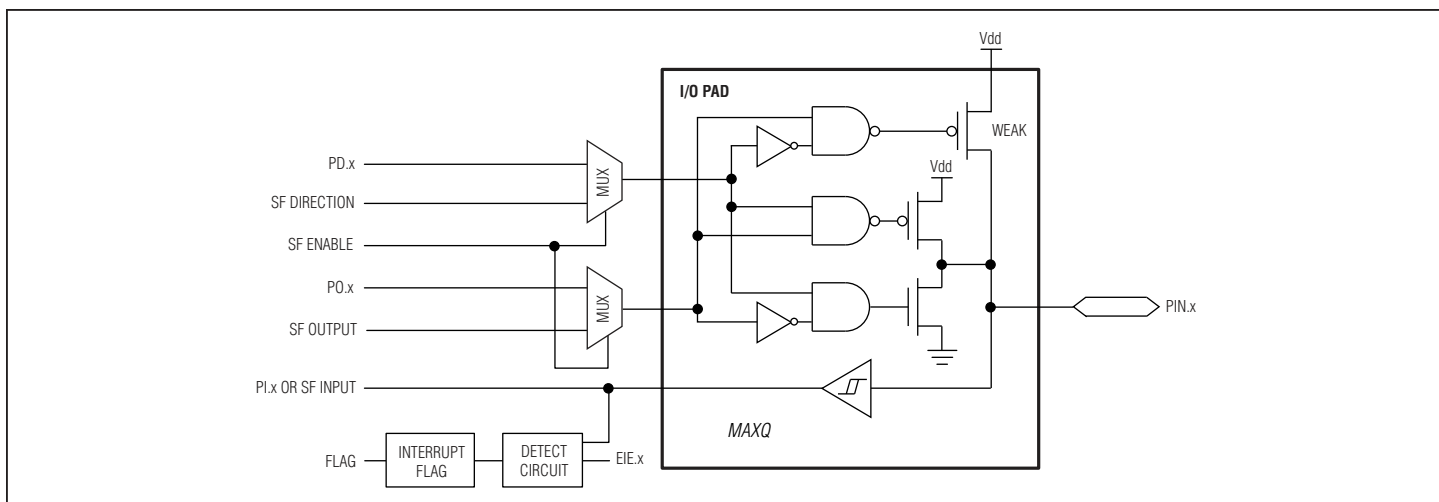 Vdd
I/O PAD
WEAK
PD.x
MUX
Vdd
SF DIRECTION
SF ENABLE
PO.x
MUX
PIN.x
SF OUTPUT
PI.x OR SF INPUT
MAXQ
FLAG
INTERRUPT
FLAG
DETECT
CIRCUIT
EIE.x